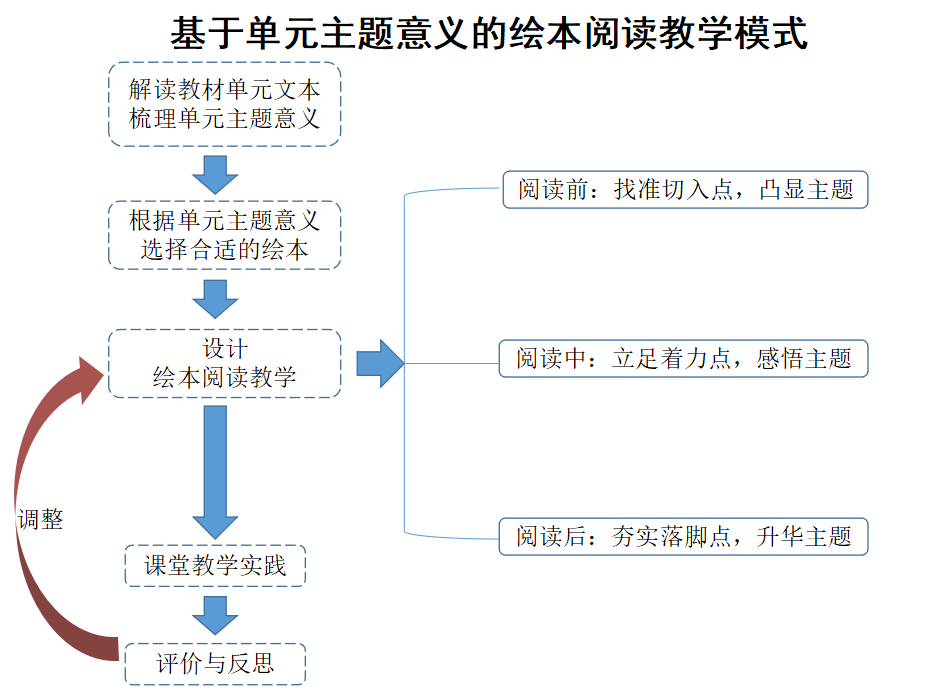 基于单元主题意义的绘本阅读教学模式
解读教材单元文本
梳理单元主题意义
根据单元主题意义
选择合适的绘本
设计
绘本阅读教学
阅读前：找准切入点，凸显主题
阅读中：立足着力点，感悟主题
阅读后：夯实落脚点，升华主题
调整
课堂教学实践
评价与反思